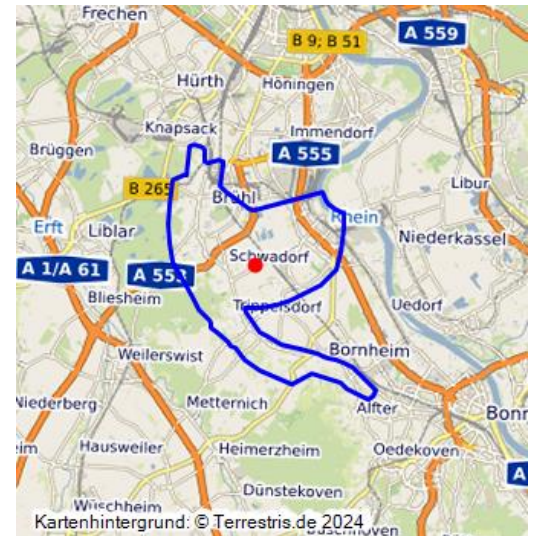 Frechen
B 9; B 51
A 559
Hürth
Höningen
Knapsack
Immendorf
Brüggen
A 555
B 265
Brühl
Libur
Rhein
Erft
Liblar
Niederkassel
Schwadorf
A 1/A 61
A 553
Bliesheim
Trippelsdorf
Uedorf
Weilerswist
Bornheim
Niederberg
Metternich
Alfter
Bonn
eim
Hausweiler
Heimerzheim
Oedekoven
A
Dünstekoven
Wüschheim
Kartenhintergrund: © Terrestris.de 2024